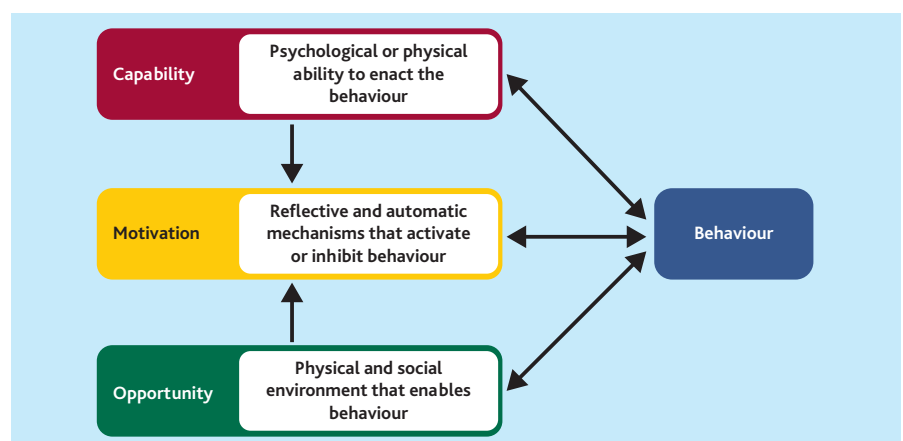 Capability
Psychological or physical
ability to enact the
behaviour
Motivation
Reflective and automatic
mechanisms that activate
or inhibit behaviour
Behaviour
Opportunity
Physical and social
environment that enables
behaviour